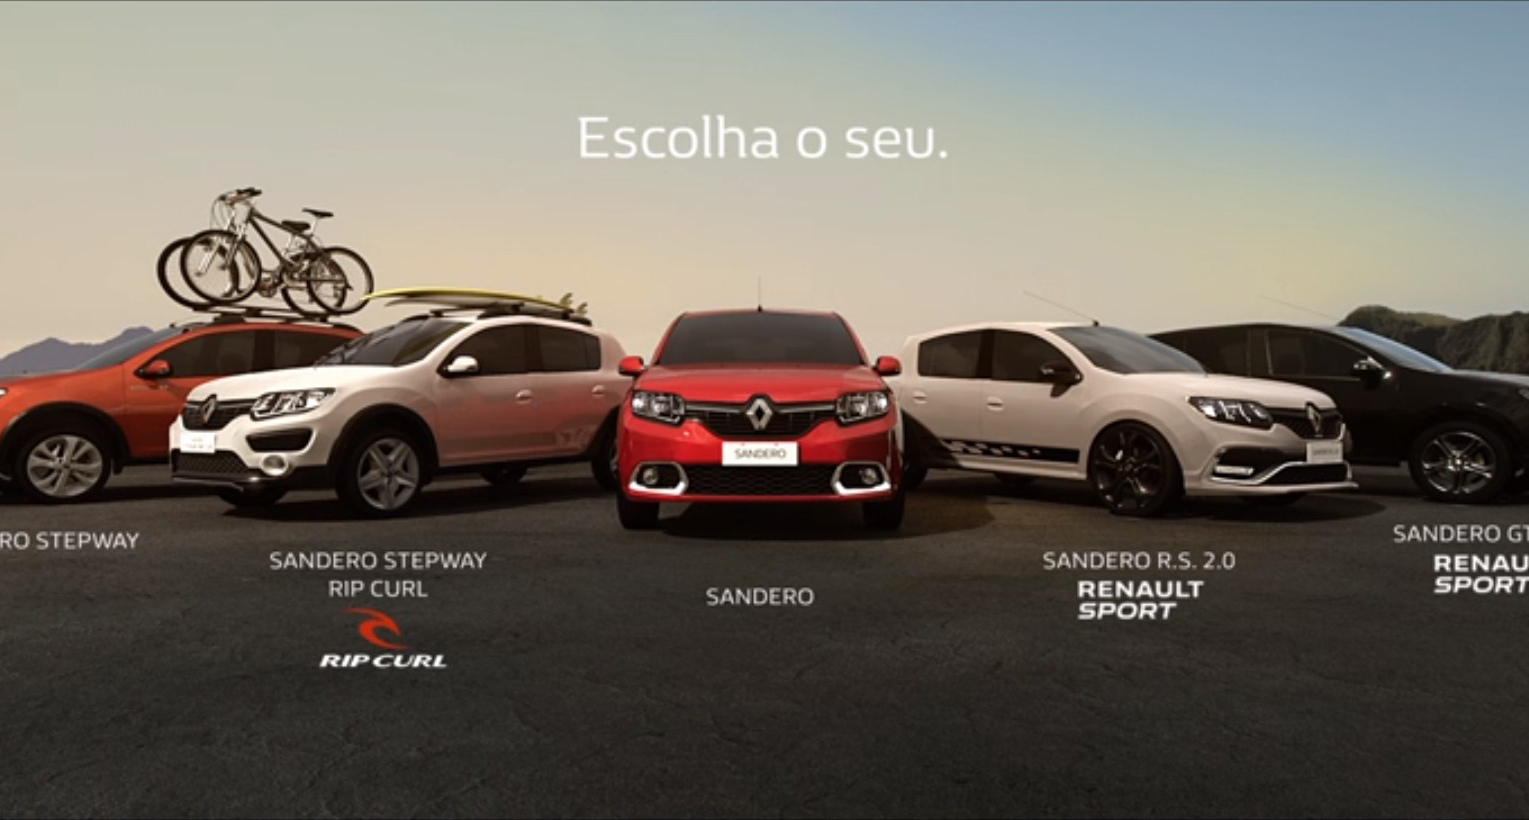 Escolha o seu.
SANDERO
RO STEPWAY
SANDERO STEPWAY
RIP CURL
RIP CURL
SANDERO
SANDERO R.S. 2.0
RENAULT
SPORT
SANDERO GT
RENAU
SPORT